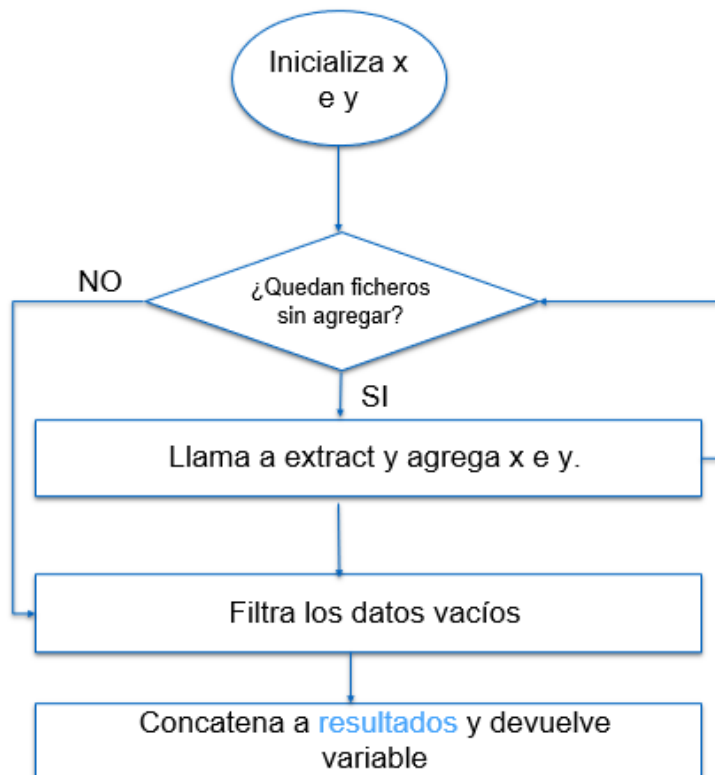 Inicializa x
e y
NO
¿Quedan ficheros
sin agregar?
SI
Llama a extract y agrega x e y.
Filtra los datos vacíos
Concatena a resultados y devuelve
variable